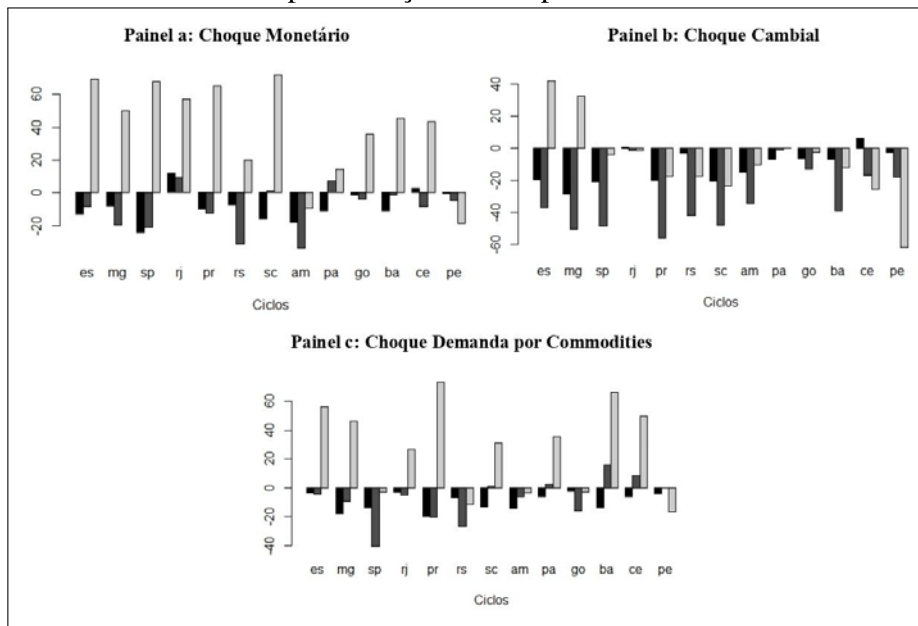 Painel a: Choque Monetário
60
40
20
0
-20
es mg sp rj pr rs sc am pa go ba ce pe
Ciclos
Painel b: Choque Cambial
40
20
0
-20
-40
-60
es mg sp rj pr rs sc am pa go ba ce pe
Ciclos
Painel c: Choque Demanda por Commodities
60
40
20
0
-20
-40
es mg sp rj pr rs sc am pa go ba ce pe
Ciclos